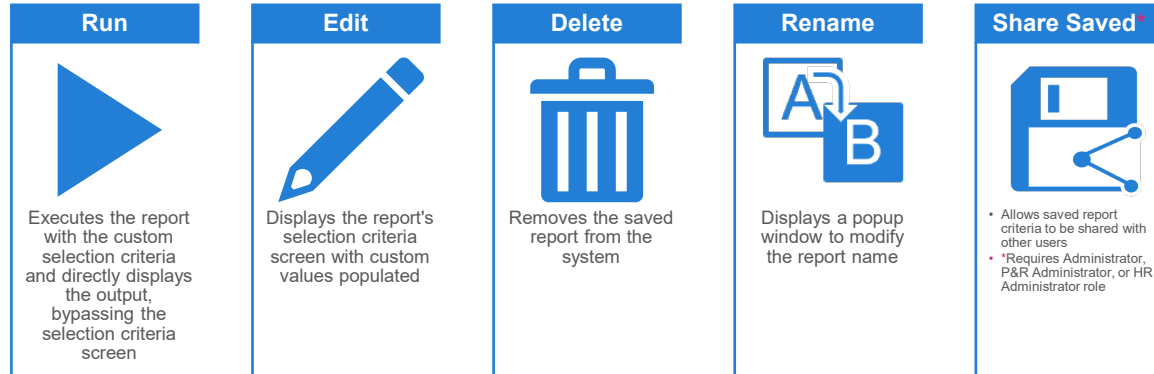 Run
Executes the report
with the custom
selection criteria
and directly displays
the output,
bypassing the
selection criteria
screen
Edit
Displays the report's
selection criteria
screen with custom
values populated
Delete
Removes the saved
report from the
system
Rename
A
B
Displays a popup
window to modify
the report name
Share Saved*
• Allows saved report
criteria to be shared with
other users
• *Requires Administrator,
P&R Administrator, or HR
Administrator role